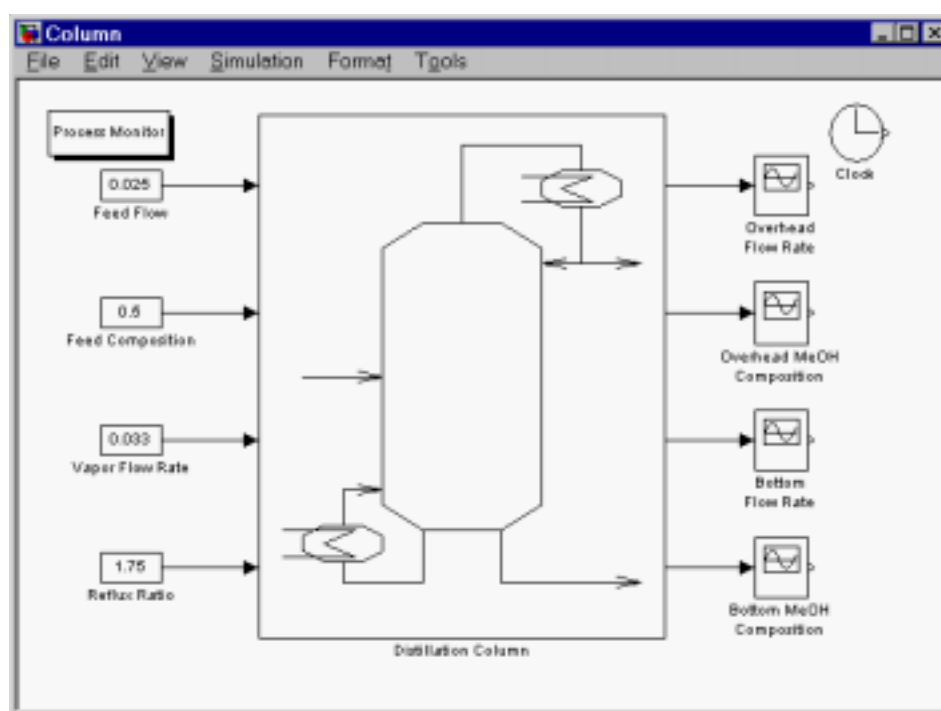 Column
File Edit View Simulation Format Tools
Process Monitor
0.025
Feed Flow
0.5
Feed Composition
0.033
Vapor Flow Rate
1.75
Reflux Ratio
Distillation Column
Clock
Overhead
Flow Rate
Overhead MeOH
Composition
Bottom
Flow Rate
Bottom MeOH
Composition